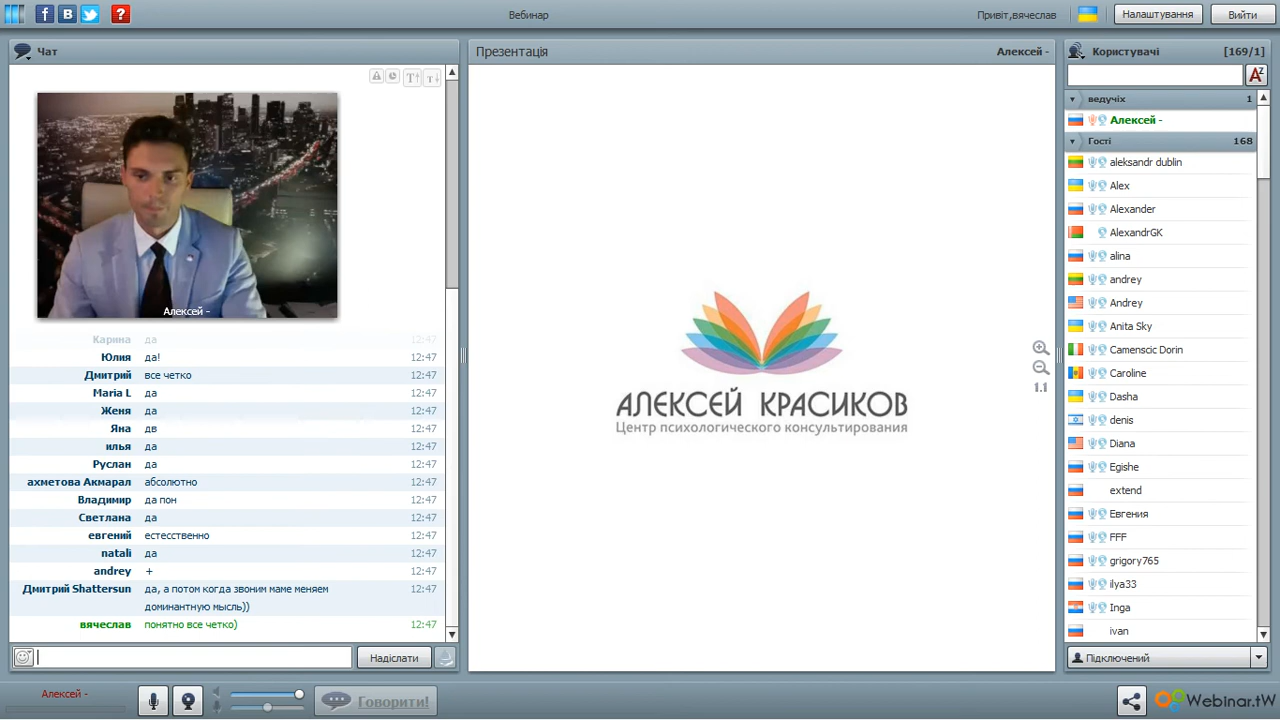 f В ?
Вебинар
Привіт,вячеслав
Налаштування
Вийти
Чат
T↑ T↓
Алексей -
Карина да 12:47
Юлия да! 12:47
Дмитрий все четко 12:47
Maria L да 12:47
Женя да 12:47
Яна дв 12:47
илья да 12:47
Руслан да 12:47
ахметова Акмарал абсолютно 12:47
Владимир да пон 12:47
Светлана да 12:47
евгений естесственно 12:47
natali да 12:47
andrey + 12:47
Дмитрий Shattersun да, а потом когда звоним маме меняем 12:47
доминантную мысль))
вячеслав понятно все четко) 12:47
Надіслати
Презентація Алексей -
АЛЕКСЕЙ КРАСИКОВ
Центр психологического консультирования
1.1
Користувачі [169/1]
AZ
ведучіх 1
Алексей -
Гості 168
aleksandr dublin
Alex
Alexander
AlexandrGK
alina
andrey
Andrey
Anita Sky
Camenscic Dorin
Caroline
Dasha
denis
Diana
Egishe
extend
Евгения
FFF
grigory765
ilya33
Inga
ivan
Підключений
Алексей -
Говорити!
Webinar.tW